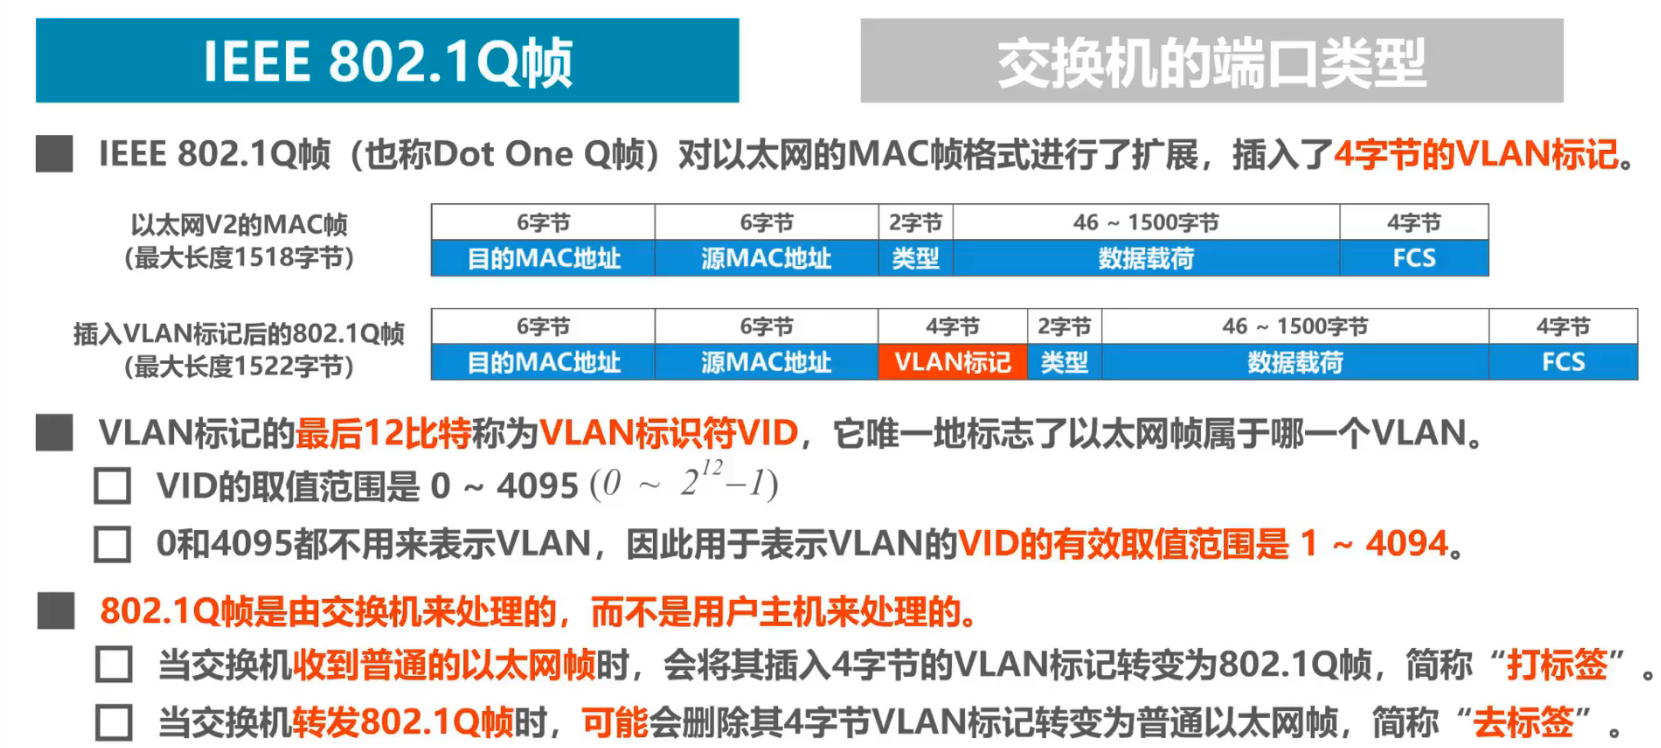 IEEE 802.1Q帧
交换机的端口类型
IEEE 802.1Q帧（也称Dot One Q帧）对以太网的MAC帧格式进行了扩展，插入了4字节的VLAN标记。
以太网V2的MAC帧
(最大长度1518字节)
6字节 6字节 2字节 46 ~ 1500字节 4字节
目的MAC地址 源MAC地址 类型 数据载荷 FCS
插入VLAN标记后的802.1Q帧
(最大长度1522字节)
6字节 6字节 4字节 2字节 46 ~ 1500字节 4字节
目的MAC地址 源MAC地址 VLAN标记 类型 数据载荷 FCS
VLAN标记的最后12比特称为VLAN标识符VID，它唯一地标志了以太网帧属于哪一个VLAN。
VID的取值范围是 0 ~ 4095 (0 ~ 2^12−1)
0和4095都不用来表示VLAN，因此用于表示VLAN的VID的有效取值范围是 1 ~ 4094。
802.1Q帧是由交换机来处理的，而不是用户主机来处理的。
当交换机收到普通的以太网帧时，会将其插入4字节的VLAN标记转变为802.1Q帧，简称“打标签”。
当交换机转发802.1Q帧时，可能会删除其4字节VLAN标记转变为普通以太网帧，简称“去标签”。